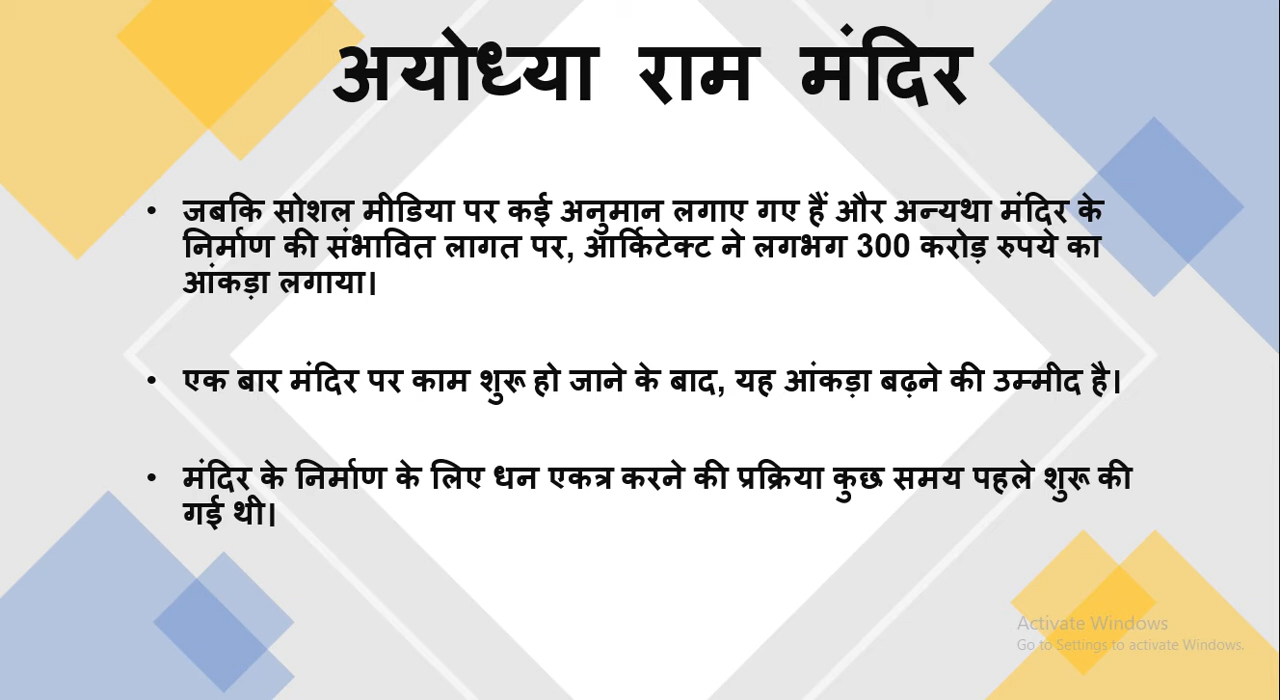 अयोध्या राम मंदिर
• जबकि सोशल मीडिया पर कई अनुमान लगाए गए हैं और अन्यथा मंदिर के
निर्माण की संभावित लागत पर, आर्किटेक्ट ने लगभग 300 करोड़ रुपये का
आंकड़ा लगाया।
• एक बार मंदिर पर काम शुरू हो जाने के बाद, यह आंकड़ा बढ़ने की उम्मीद है।
• मंदिर के निर्माण के लिए धन एकत्र करने की प्रक्रिया कुछ समय पहले शुरू की
गई थी।
Activate Windows
Go to Settings to activate Windows.